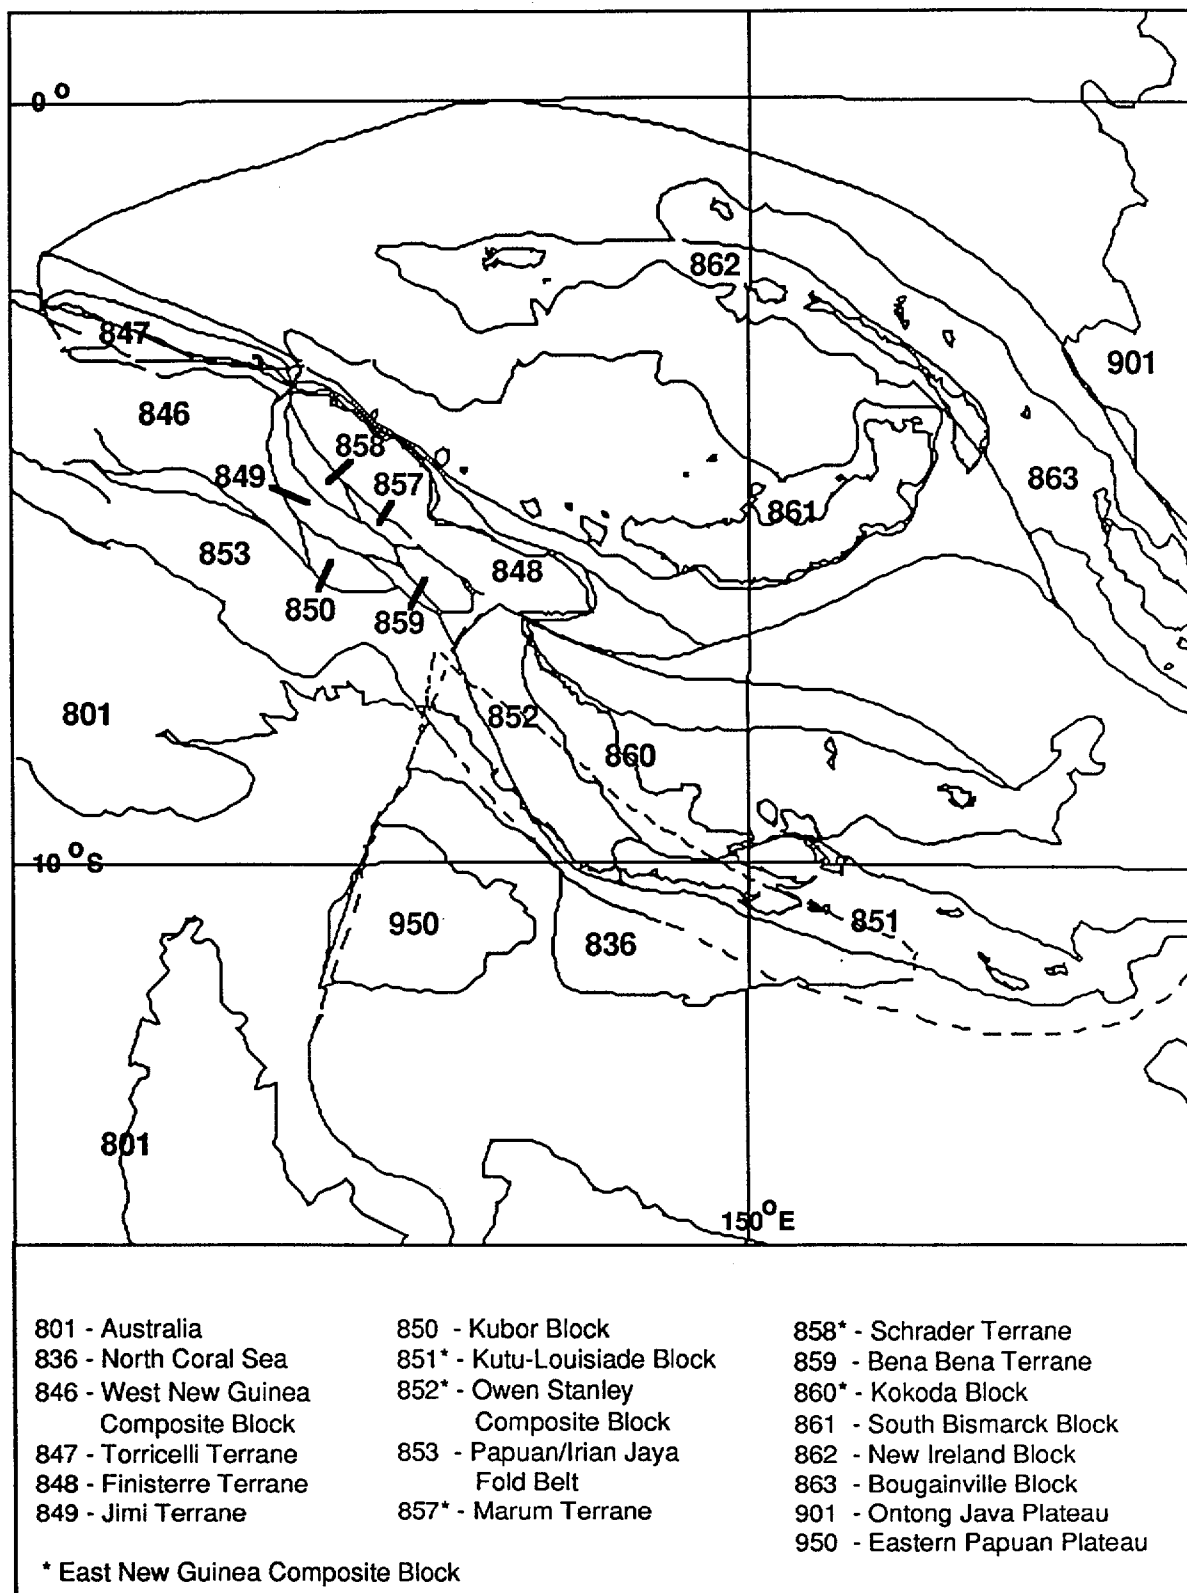 0 o
862
847
901
846
858
849
857
863
861
853
848
850
859
801
852
860
10 o S
950
836
851
801
150 o E
801 - Australia
836 - North Coral Sea
846 - West New Guinea
Composite Block
847 - Torricelli Terrane
848 - Finisterre Terrane
849 - Jimi Terrane
850 - Kubor Block
851* - Kutu-Louisiade Block
852* - Owen Stanley
Composite Block
853 - Papuan/Irian Jaya
Fold Belt
857* - Marum Terrane
858* - Schrader Terrane
859 - Bena Bena Terrane
860* - Kokoda Block
861 - South Bismarck Block
862 - New Ireland Block
863 - Bougainville Block
901 - Ontong Java Plateau
950 - Eastern Papuan Plateau
* East New Guinea Composite Block